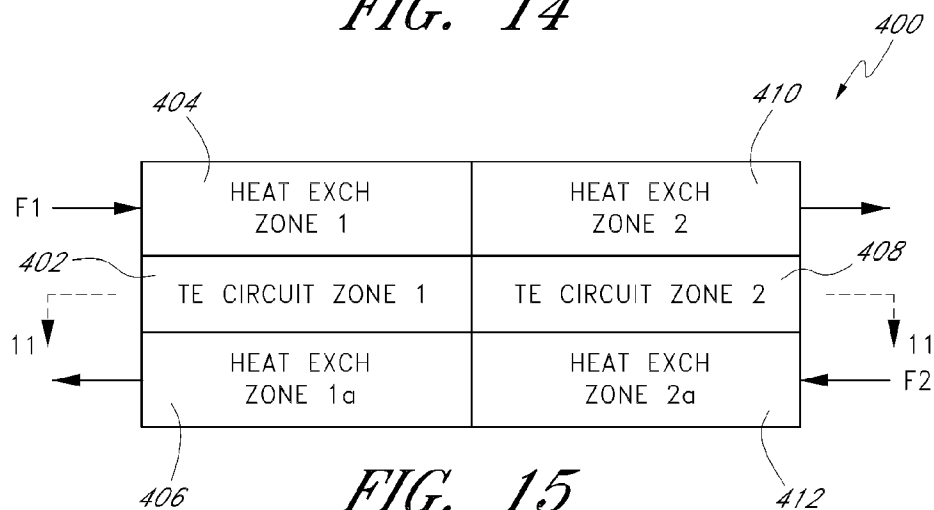 FIG. 14
400
404
410
HEAT EXCH
ZONE 1
HEAT EXCH
ZONE 2
F1
402
408
TE CIRCUIT ZONE 1
TE CIRCUIT ZONE 2
11
11
HEAT EXCH
ZONE 1a
HEAT EXCH
ZONE 2a
F2
406
FIG. 15
412